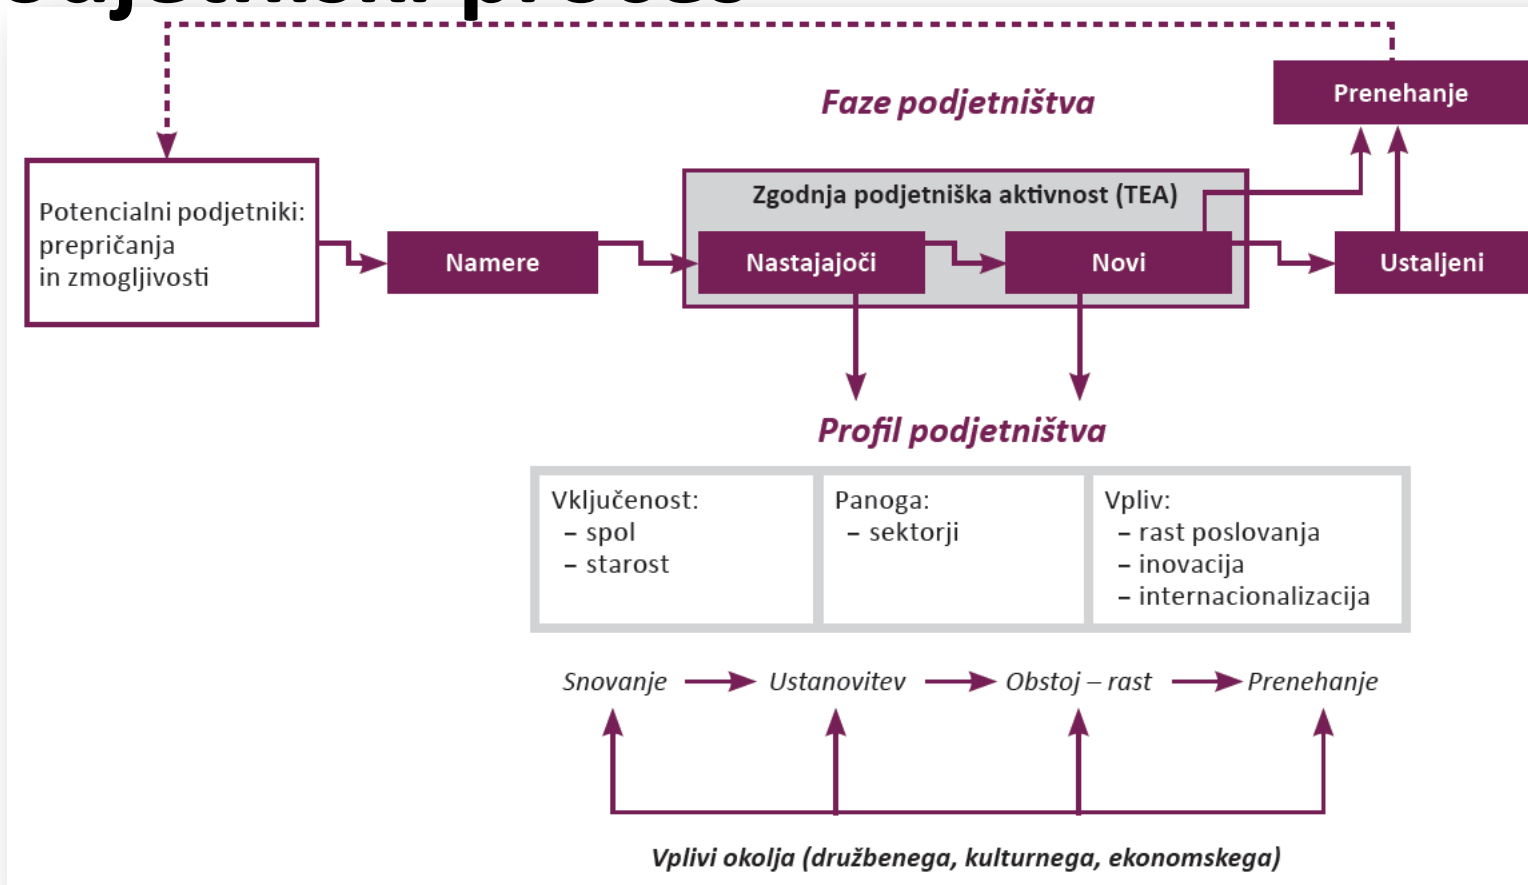 proces
Faze podjetništva
Prenehanje
Zgodnja podjetniška aktivnost (TEA)
Potencialni podjetniki:
prepričanja
in zmogljivosti
Namere
Nastajajoči
Novi
Ustaljeni
Profil podjetništva
Vključenost:
– spol
– starost
Panoga:
– sektorji
Vpliv:
– rast poslovanja
– inovacija
– internacionalizacija
Snovanje
Ustanovitev
Obstoj – rast
Prenehanje
Vplivi okolja (družbenega, kulturnega, ekonomskega)